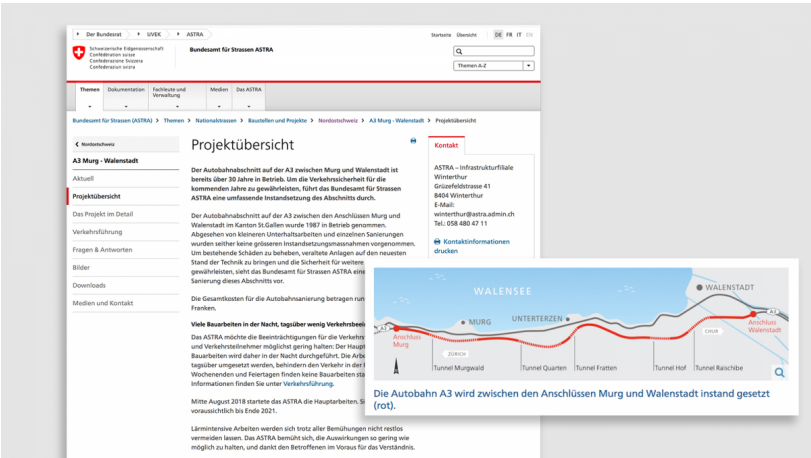 Der Bundesrat UVEK ASTRA
Startseite Übersicht DE FR IT EN
Schweizerische Eidgenossenschaft
Confédération suisse
Confederazione Svizzera
Confederaziun svizra
Bundesamt für Strassen ASTRA
Themen A-Z
Themen Dokumentation Fachleute und Verwaltung Medien Das ASTRA
Bundesamt für Strassen (ASTRA) > Themen > Nationalstrassen > Baustellen und Projekte > Nordostschweiz > A3 Murg - Walenstadt > Projektübersicht
Nordostschweiz
A3 Murg - Walenstadt
Aktuell
Projektübersicht
Das Projekt im Detail
Verkehrsführung
Fragen & Antworten
Bilder
Downloads
Medien und Kontakt
Projektübersicht
Der Autobahnabschnitt auf der A3 zwischen Murg und Walenstadt ist
bereits über 30 Jahre in Betrieb. Um die Verkehrssicherheit für die
kommenden Jahre zu gewährleisten, führt das Bundesamt für Strassen
ASTRA eine umfassende Instandsetzung des Abschnitts durch.
Der Autobahnabschnitt auf der A3 zwischen den Anschlüssen Murg und
Walenstadt im Kanton St.Gallen wurde 1987 in Betrieb genommen.
Abgesehen von kleineren Unterhaltsarbeiten und einzelnen Sanierungen
wurden seither keine grösseren Instandsetzungsmassnahmen vorgenommen.
Um bestehende Schäden zu beheben, veraltete Anlagen auf den neuesten
Stand der Technik zu bringen und die Sicherheit für weitere
gewährleisten, sieht das Bundesamt für Strassen ASTRA eine
Sanierung dieses Abschnitts vor.
Die Gesamtkosten für die Autobahnsanierung betragen run
Franken.
Viele Bauarbeiten in der Nacht, tagsüber wenig Verkehrsbeei
Das ASTRA möchte die Beeinträchtigungen für die Verkehrs
und Verkehrsteilnehmer möglichst gering halten: Der Haupt
Bauarbeiten wird daher in der Nacht durchgeführt. Die Arbe
tagsüber umgesetzt werden, behindern den Verkehr in der
Wochenenden und Feiertagen finden keine Bauarbeiten sta
Informationen finden Sie unter Verkehrsführung.
Mitte August 2018 startete das ASTRA die Hauptarbeiten. Si
voraussichtlich bis Ende 2021.
Lärmintensive Arbeiten werden sich trotz aller Bemühungen nicht restlos
vermeiden lassen. Das ASTRA bemüht sich, die Auswirkungen so gering wie
möglich zu halten, und dankt den Betroffenen im Voraus für das Verständnis.
Kontakt
ASTRA – Infrastrukturfiliale
Winterthur
Grüzefeldstrasse 41
8404 Winterthur
E-Mail:
winterthur@astra.admin.ch
Tel.: 058 480 47 11
Kontaktinformationen
drucken
WALENSEE
WALENSTADT
MURG
UNTERTERZEN
A3
A3
Anschluss
Murg
Anschluss
Walenstadt
CHUR
ZÜRICH
Tunnel Murgwald
Tunnel Quarten
Tunnel Fratten
Tunnel Hof
Tunnel Raischibe
Die Autobahn A3 wird zwischen den Anschlüssen Murg und Walenstadt instand gesetzt
(rot).